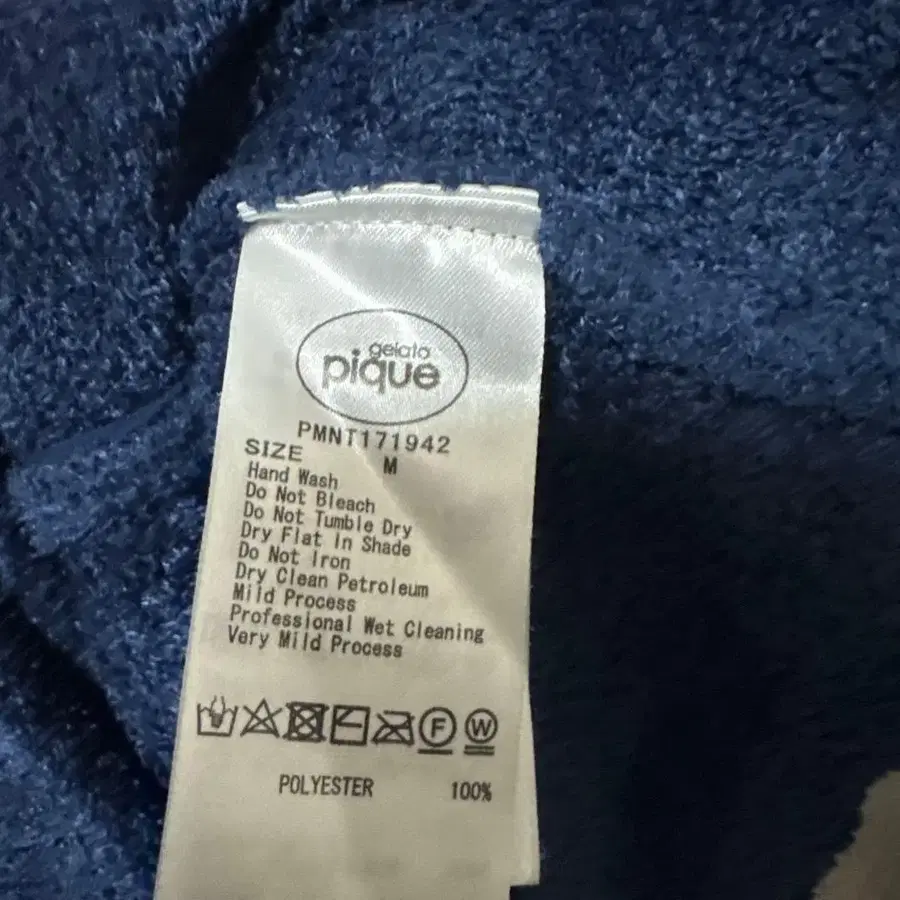 gelato
pique
PMNT171942
SIZE M
Hand Wash
Do Not Bleach
Do Not Tumble Dry
Dry Flat In Shade
Do Not Iron
Dry Clean Petroleum
Mild Process
Professional Wet Cleaning
Very Mild Process
F W
POLYESTER 100%